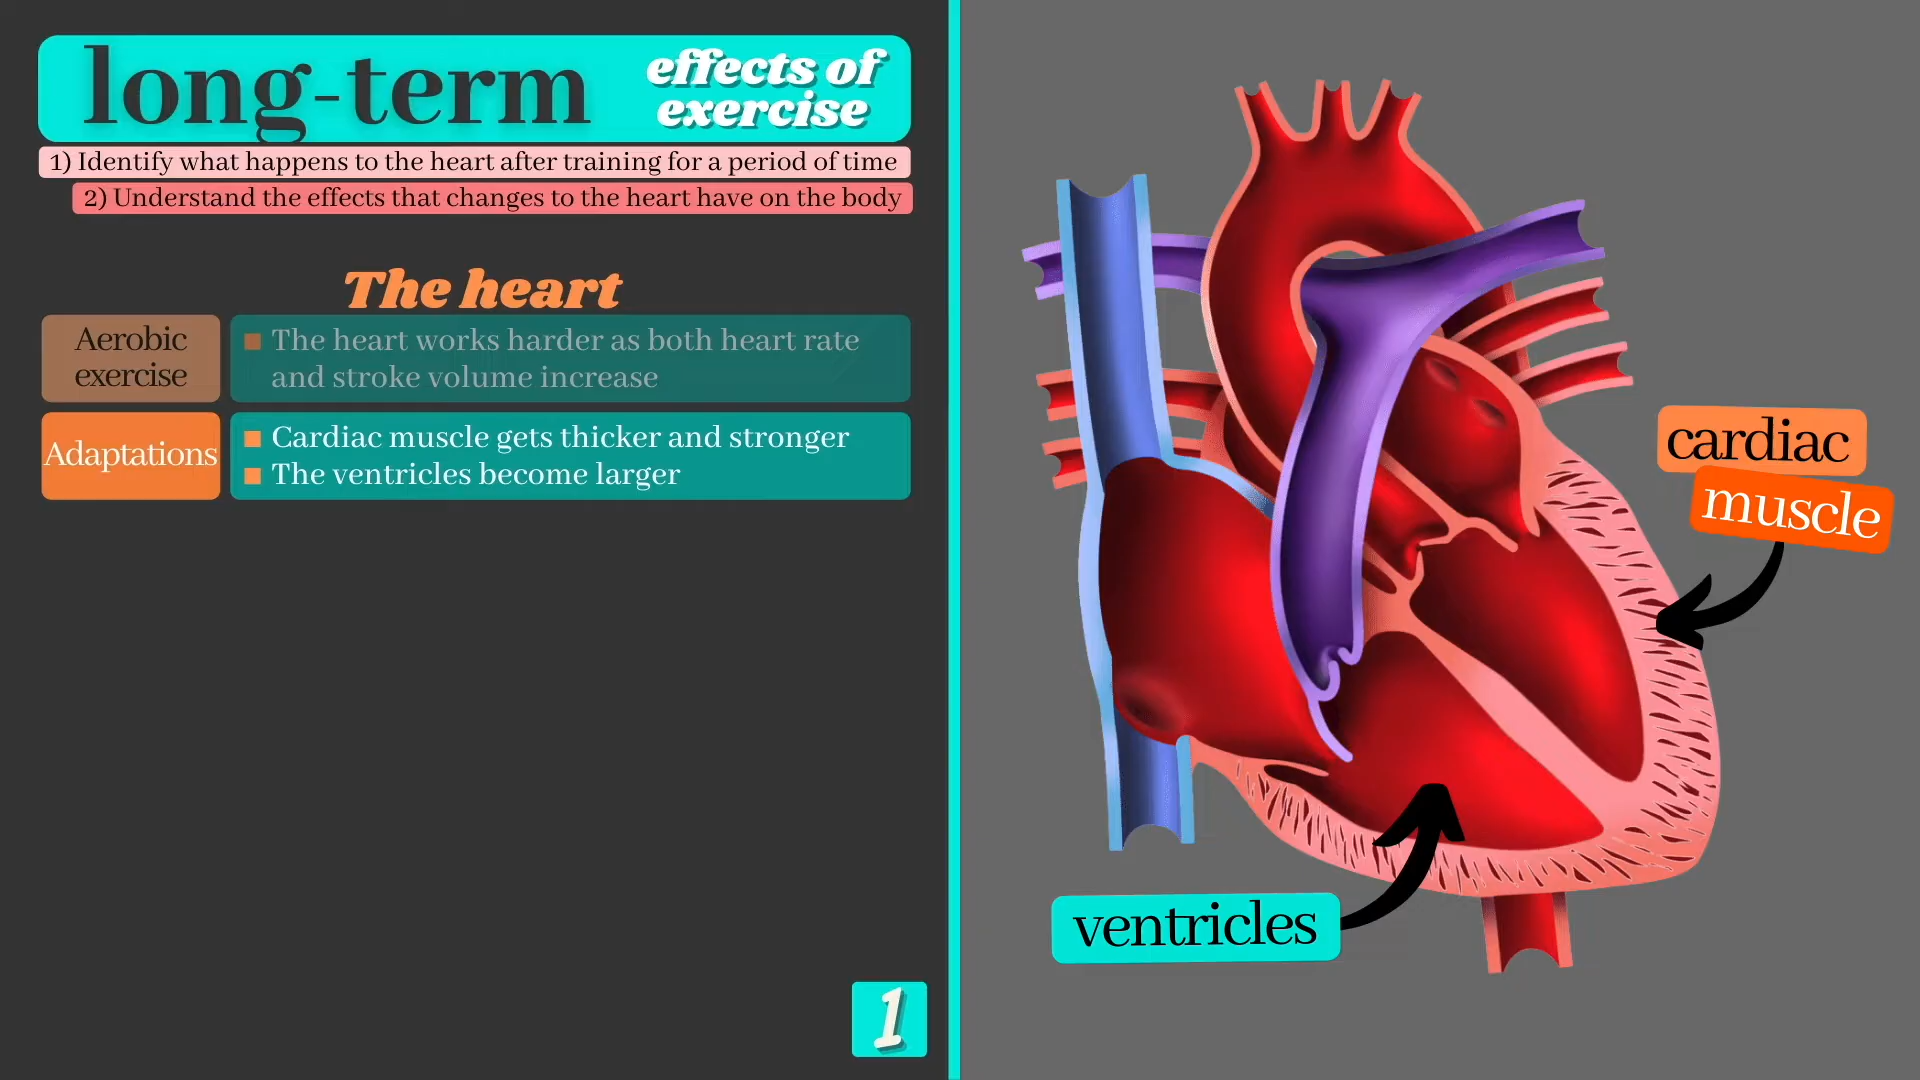 long-term
effects of
exercise
1) Identify what happens to the heart after training for a period of time
2) Understand the effects that changes to the heart have on the body
The heart
Aerobic
exercise
■ The heart works harder as both heart rate
and stroke volume increase
Adaptations
■ Cardiac muscle gets thicker and stronger
■ The ventricles become larger
cardiac
muscle
ventricles
1